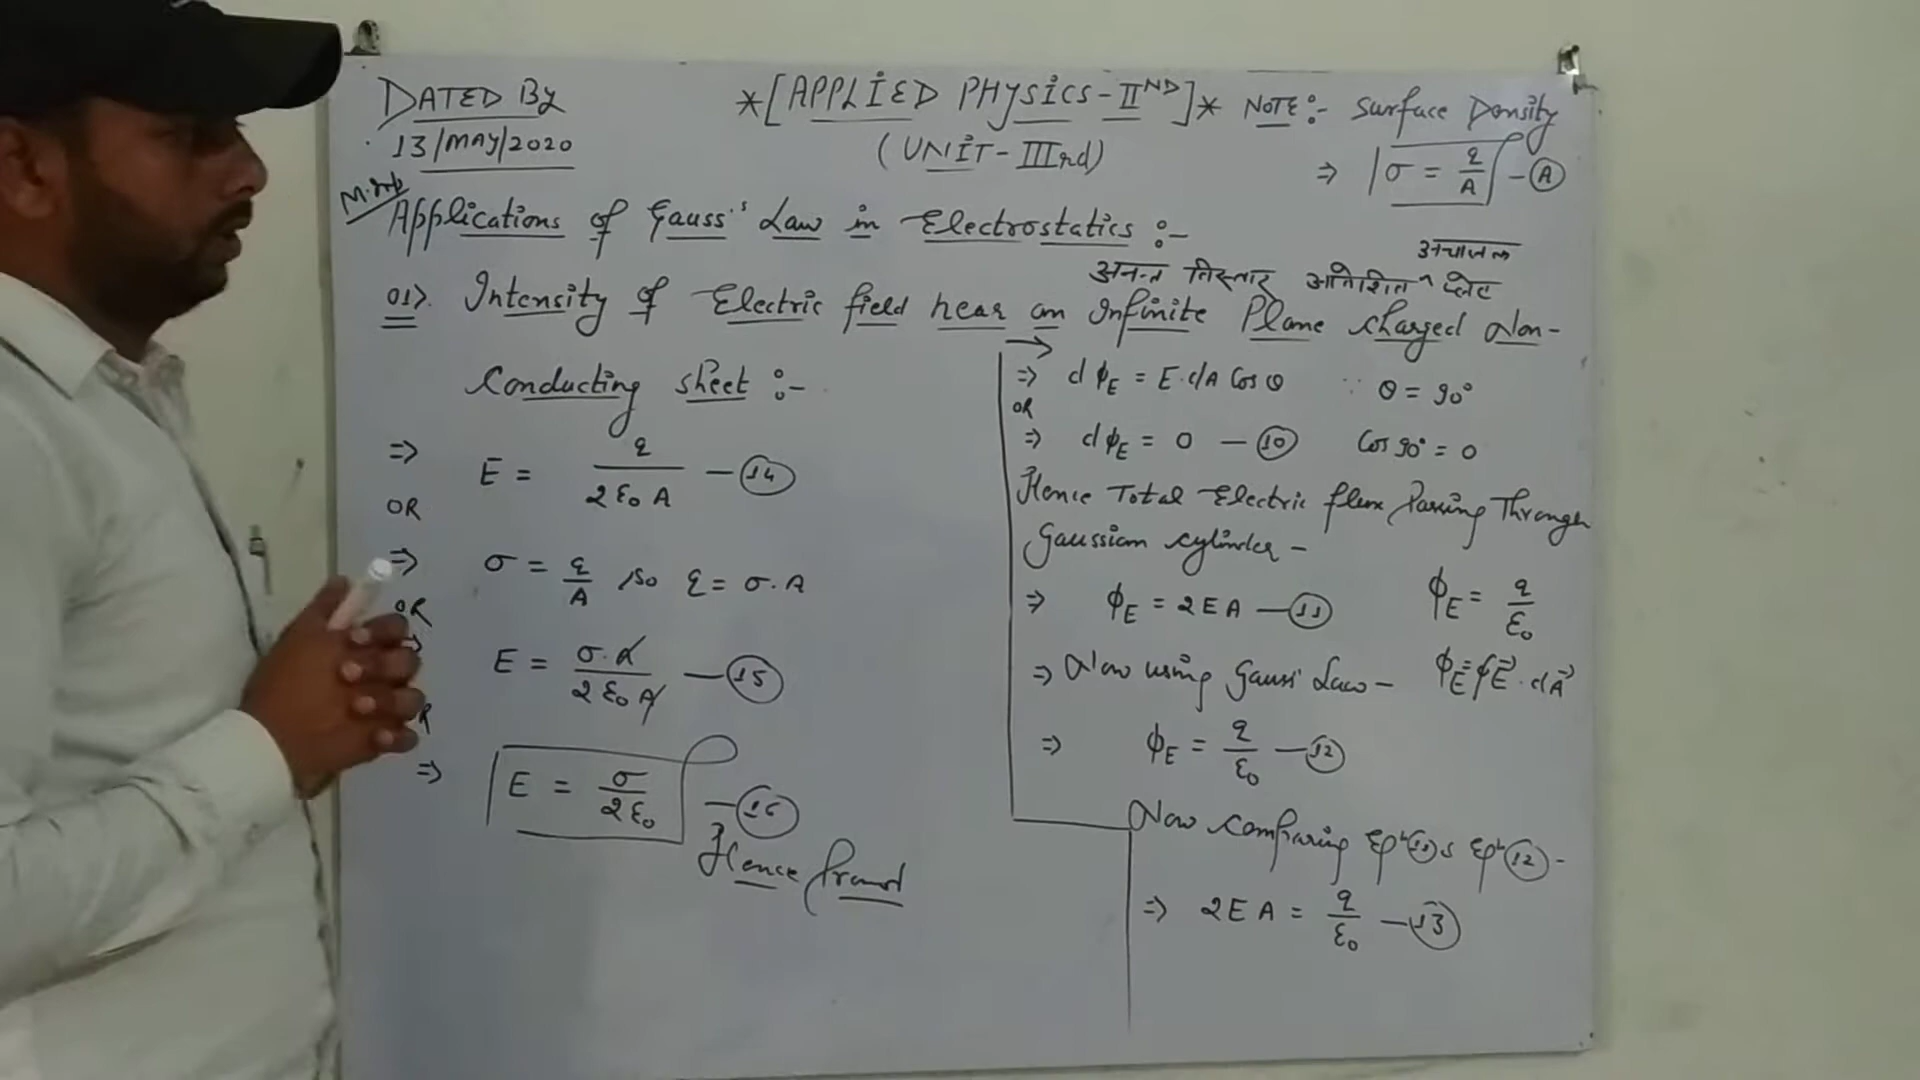 DATED By
13/MAY/2020
*[APPLIED PHYSICS-IIND]*
(UNIT-IIIrd)
NOTE:- Surface Density
⇒ σ = q/A - (A)
Applications of Gauss's Law in Electrostatics :-
अनन्त विस्तार
प्लेट
01>. Intensity of Electric field near an Infinite Plane charged Non-
Conducting sheet :-
⇒ E = q/2ε₀A - (14)
OR
⇒ σ = q/A so q = σ.A
OR
E = σ.A/2ε₀A - (15)
⇒ E = σ/2ε₀ - (16)
Hence Proved
⇒ dϕE = E.dA Cos θ ∵ θ = 90°
OR
⇒ dϕE = 0 - (10) Cos 90° = 0
Hence Total Electric flux Passing Through
Gaussian cylinder -
⇒ ϕE = 2EA - (11) ϕE = q/ε₀
⇒ Now using Gauss' Law - ϕE = ∮E⃗.dA⃗
⇒ ϕE = q/ε₀ - (12)
Now comparing Eqⁿ(11) & Eqⁿ(12) -
⇒ 2EA = q/ε₀ - (13)